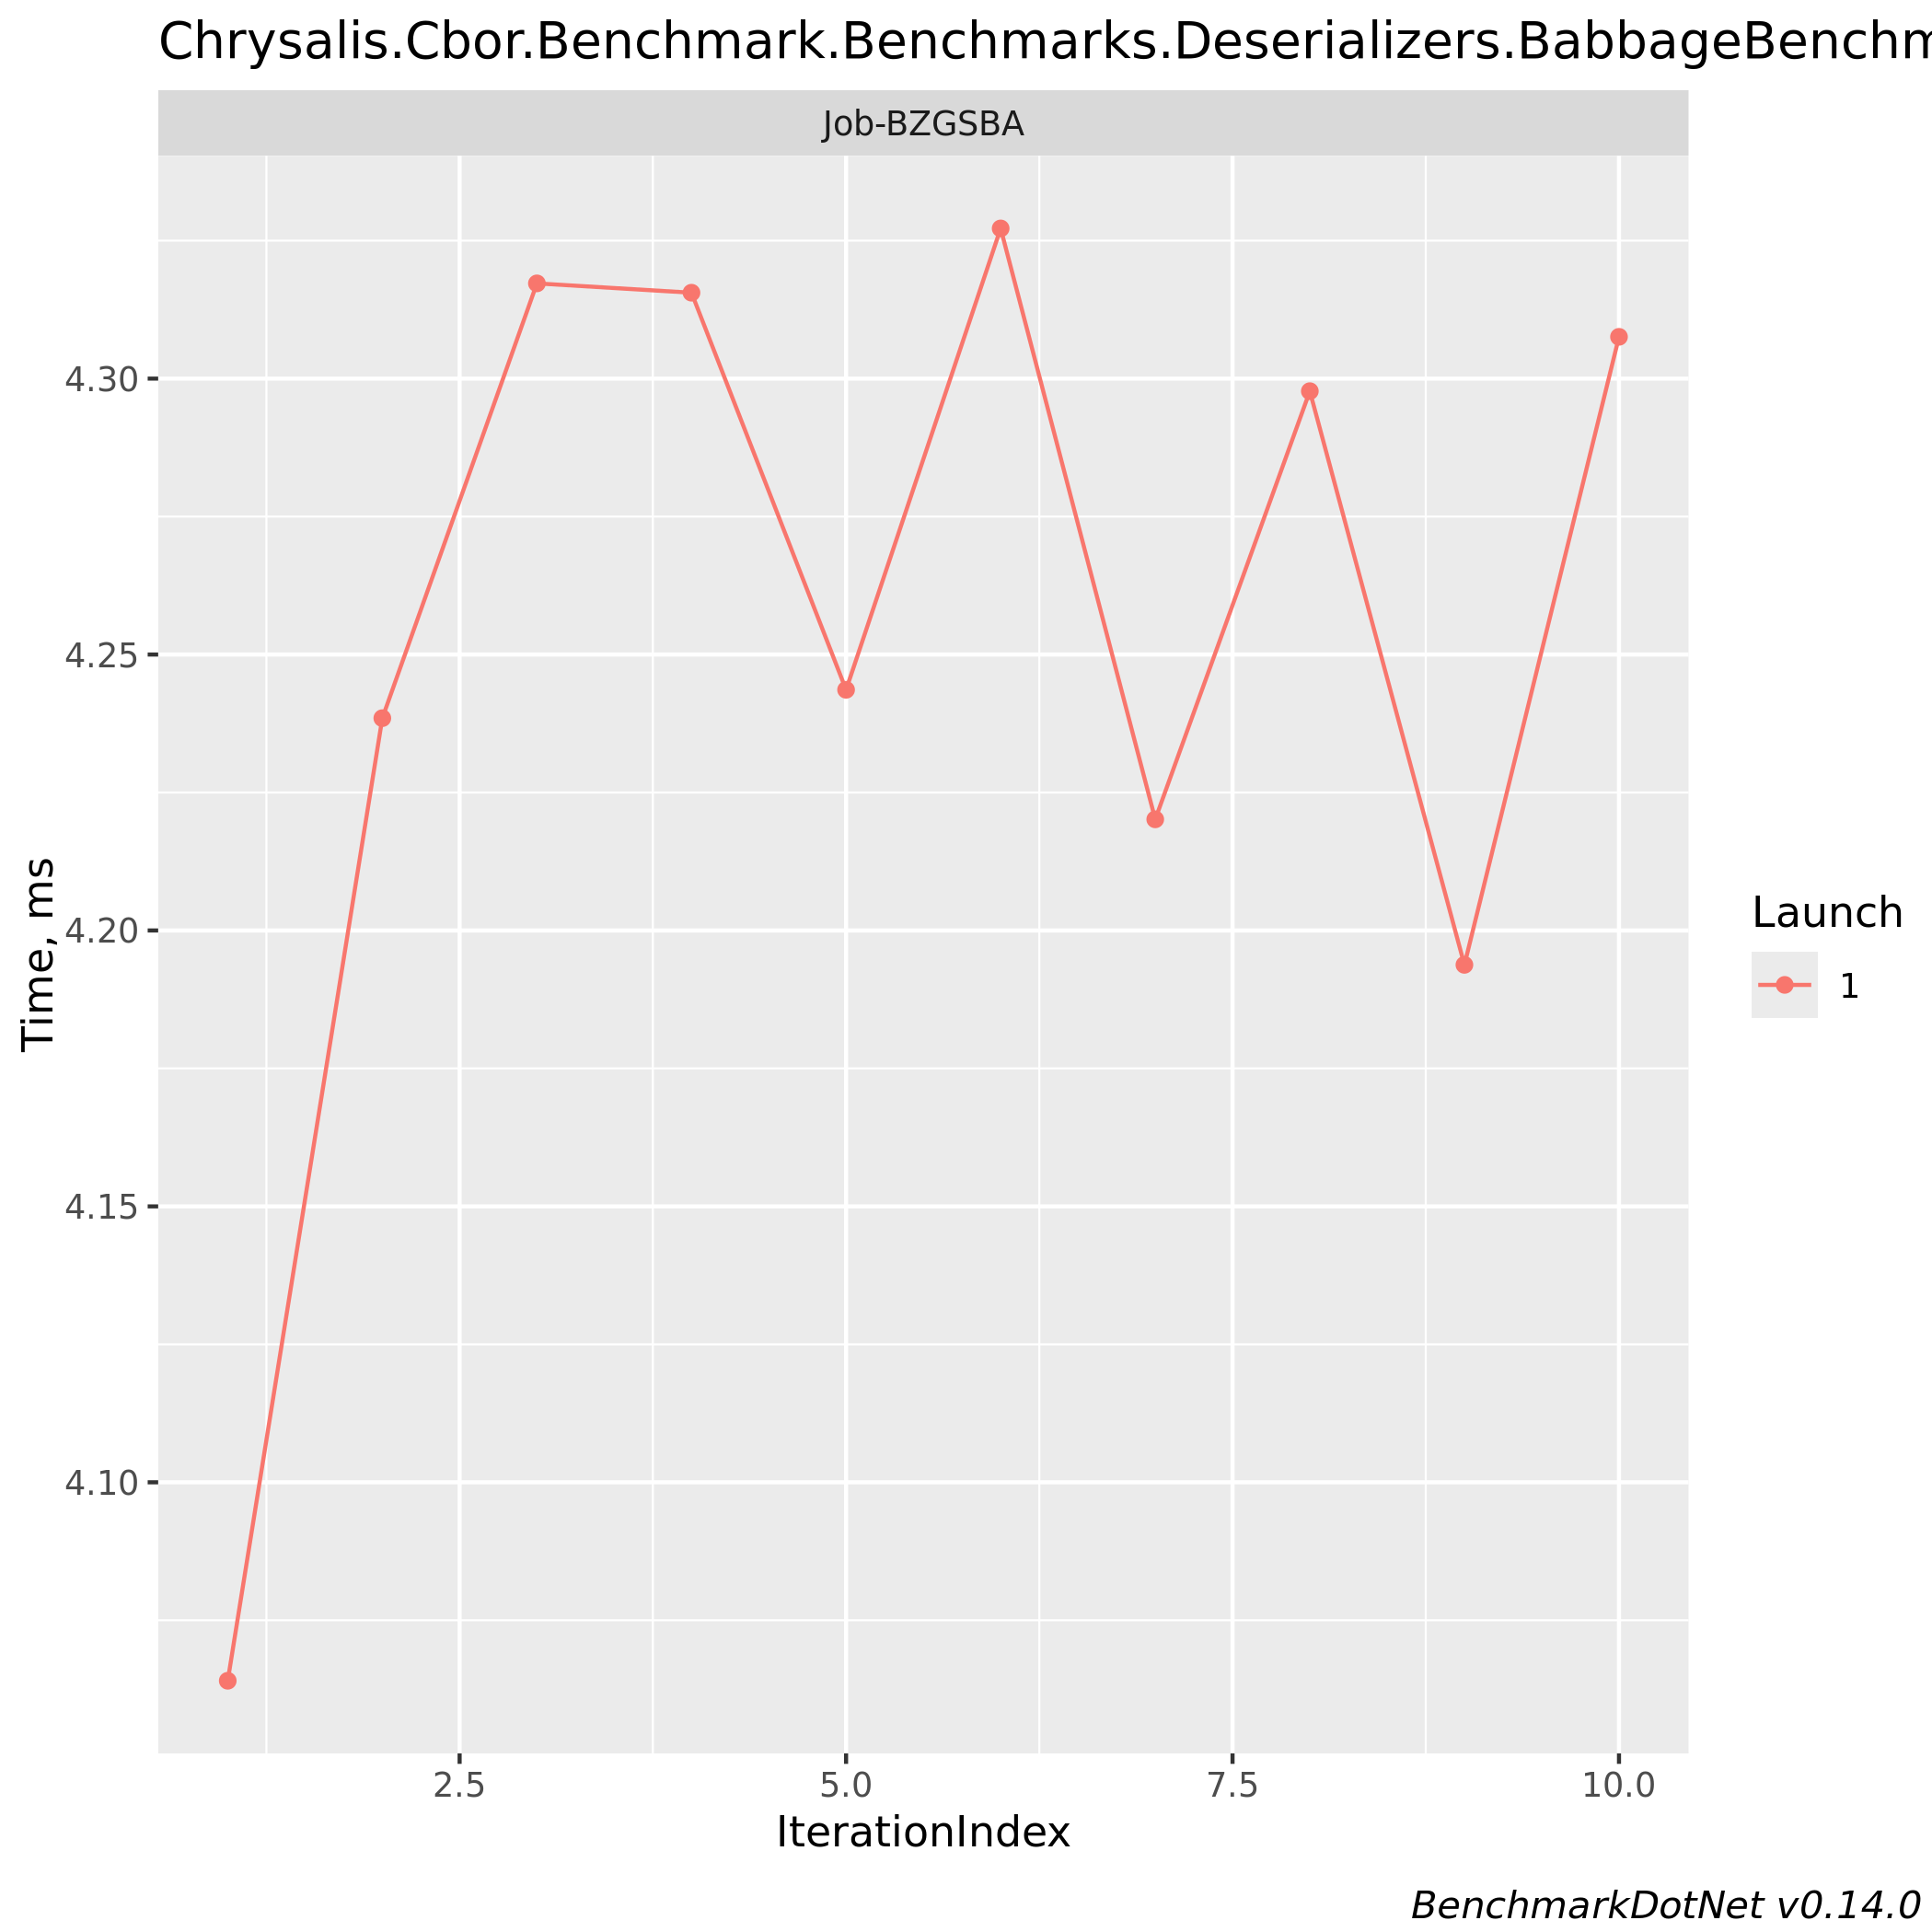 Chrysalis.Cbor.Benchmark.Benchmarks.Deserializers.BabbageBenchm
Job-BZGSBA
4.30
4.25
4.20
4.15
4.10
Time, ms
2.5 5.0 7.5 10.0
IterationIndex
Launch
1
BenchmarkDotNet v0.14.0